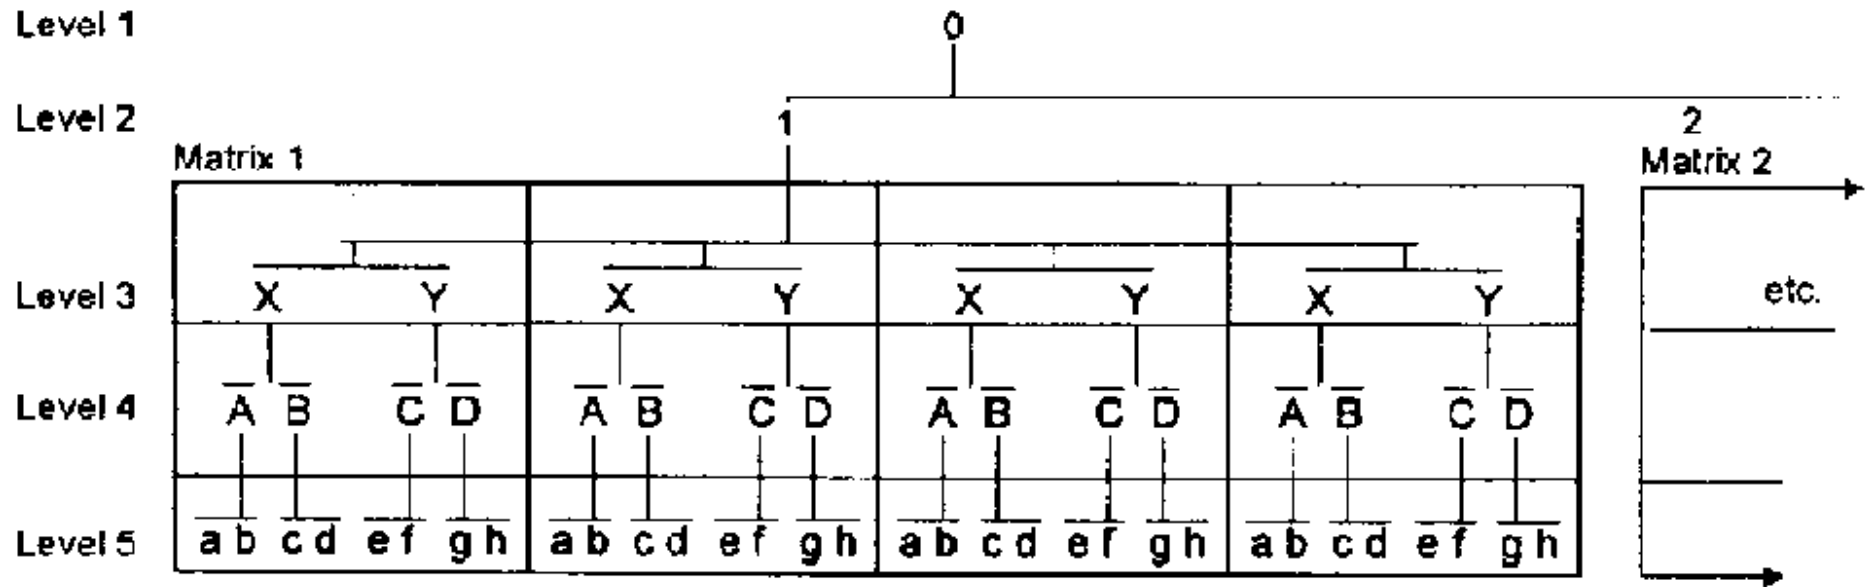 Level 1 0
Level 2 1 2
Matrix 1 Matrix 2
Level 3 X Y X Y X Y X Y etc.
Level 4 A B C D A B C D A B C D A B C D
Level 5 a b c d e f g h a b c d e f g h a b c d e f g h a b c d e f g h